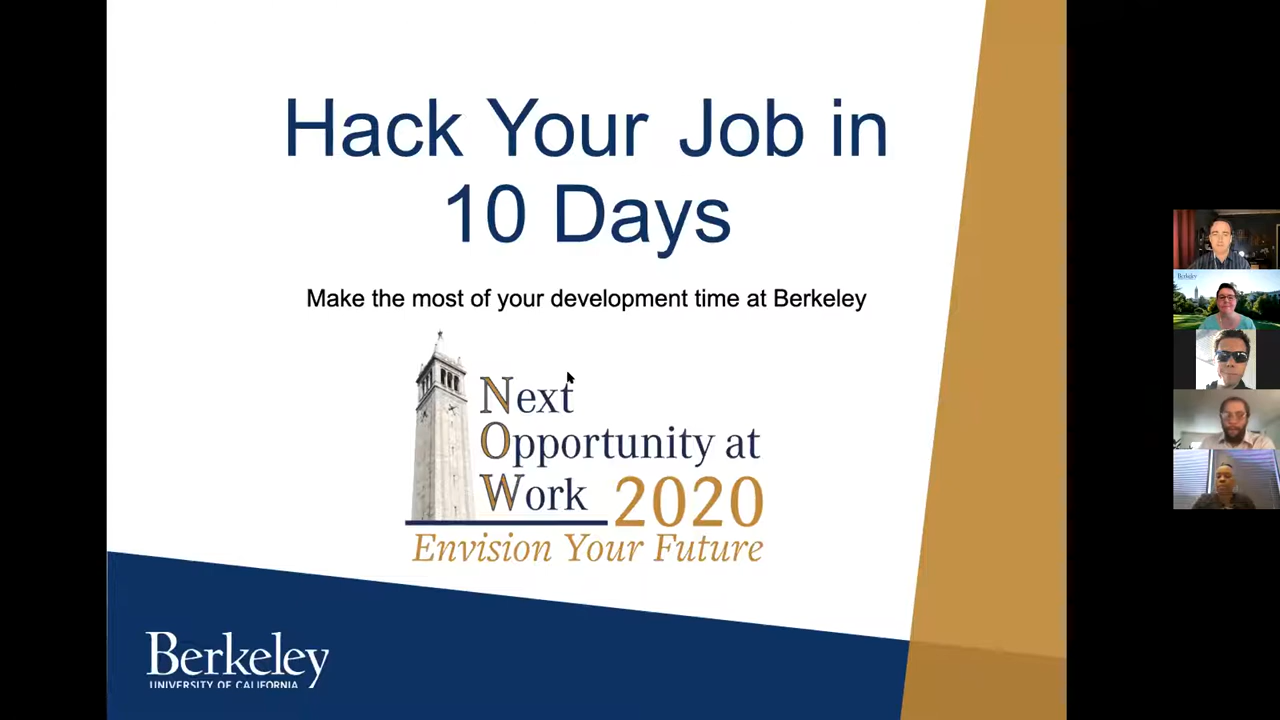 Hack Your Job in
10 Days
Make the most of your development time at Berkeley
Next
Opportunity at
Work 2020
Envision Your Future
Berkeley
UNIVERSITY OF CALIFORNIA
Berkeley